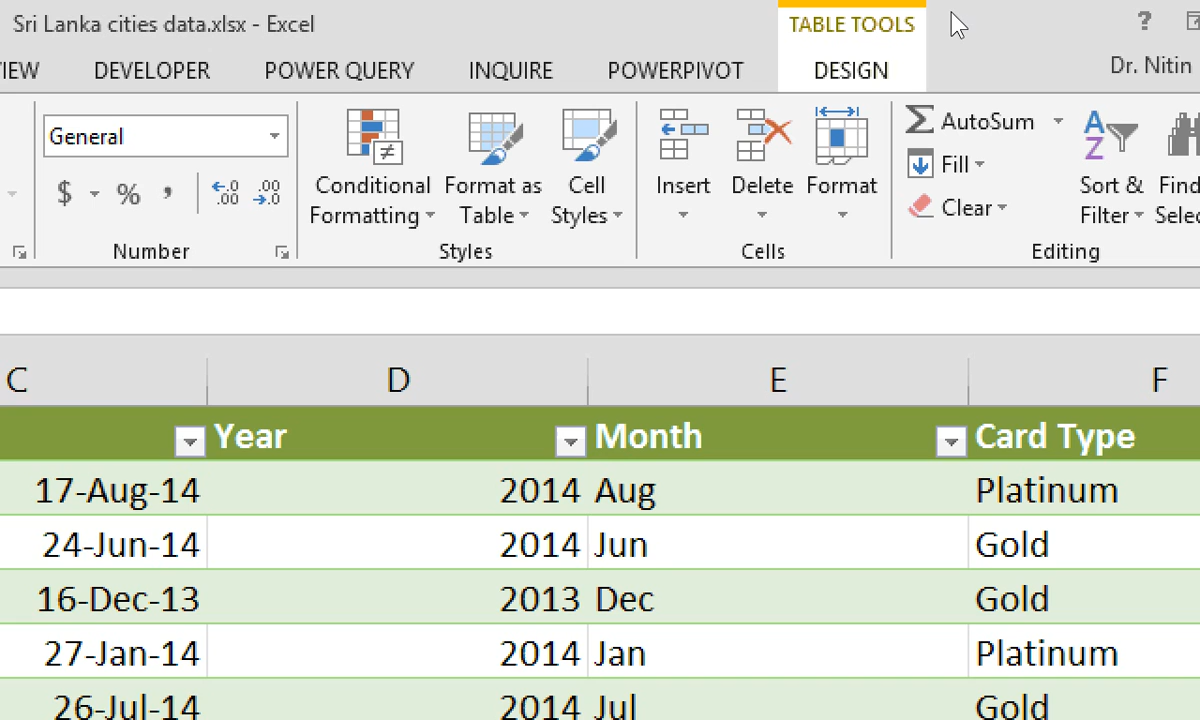 Sri Lanka cities data.xlsx - Excel
TABLE TOOLS
?
DEVELOPER
POWER QUERY
INQUIRE
POWERPIVOT
DESIGN
Dr. Nitin
General
$ % ,
←.0 .00
.00 →.0
Number
Conditional
Formatting
Format as
Table
Cell
Styles
Styles
Insert
Delete
Format
Cells
AutoSum
Fill
Clear
Sort &
Filter
Editing
C D E F
Year Month Card Type
17-Aug-14 2014 Aug Platinum
24-Jun-14 2014 Jun Gold
16-Dec-13 2013 Dec Gold
27-Jan-14 2014 Jan Platinum
26-Jul-14 2014 Jul Gold